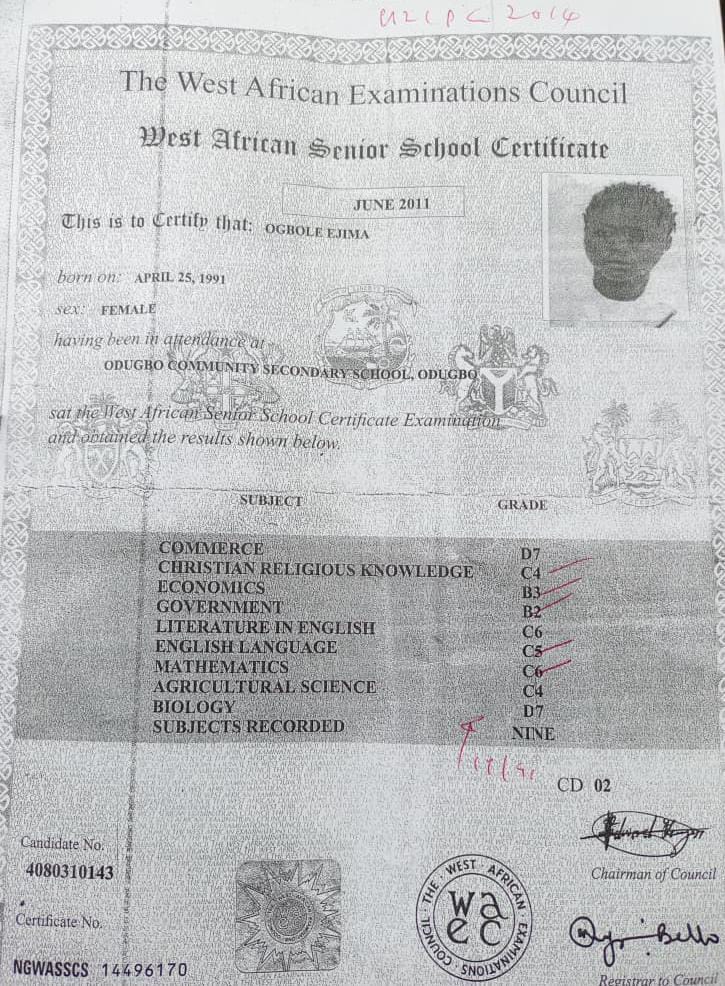 2014
The West African Examinations Council
West African Senior School Certificate
JUNE 2011
This is to Certify that: OGBOLE EJIMA
born on: APRIL 25, 1991
sex: FEMALE
having been in attendance at
ODUGBO COMMUNITY SECONDARY SCHOOL, ODUGBO
sat the West African Senior School Certificate Examination
and obtained the results shown below.
SUBJECT GRADE
COMMERCE D7
CHRISTIAN RELIGIOUS KNOWLEDGE C4
ECONOMICS B3
GOVERNMENT B2
LITERATURE IN ENGLISH C6
ENGLISH LANGUAGE C5
MATHEMATICS C6
AGRICULTURAL SCIENCE C4
BIOLOGY D7
SUBJECTS RECORDED NINE
CD 02
Candidate No.
4080310143
Chairman of Council
Certificate No.
NGWASSCS 14496170
THE WEST AFRICAN EXAMINATIONS COUNCIL
waec
Bello
Registrar to Council